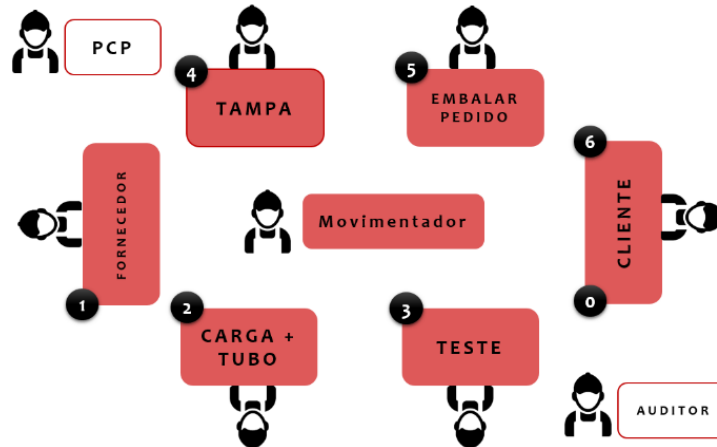 PCP
4
TAMPA
5
EMBALAR
PEDIDO
6
FORNECEDOR
1
Movimentador
CLIENTE
0
2
CARGA +
TUBO
3
TESTE
AUDITOR